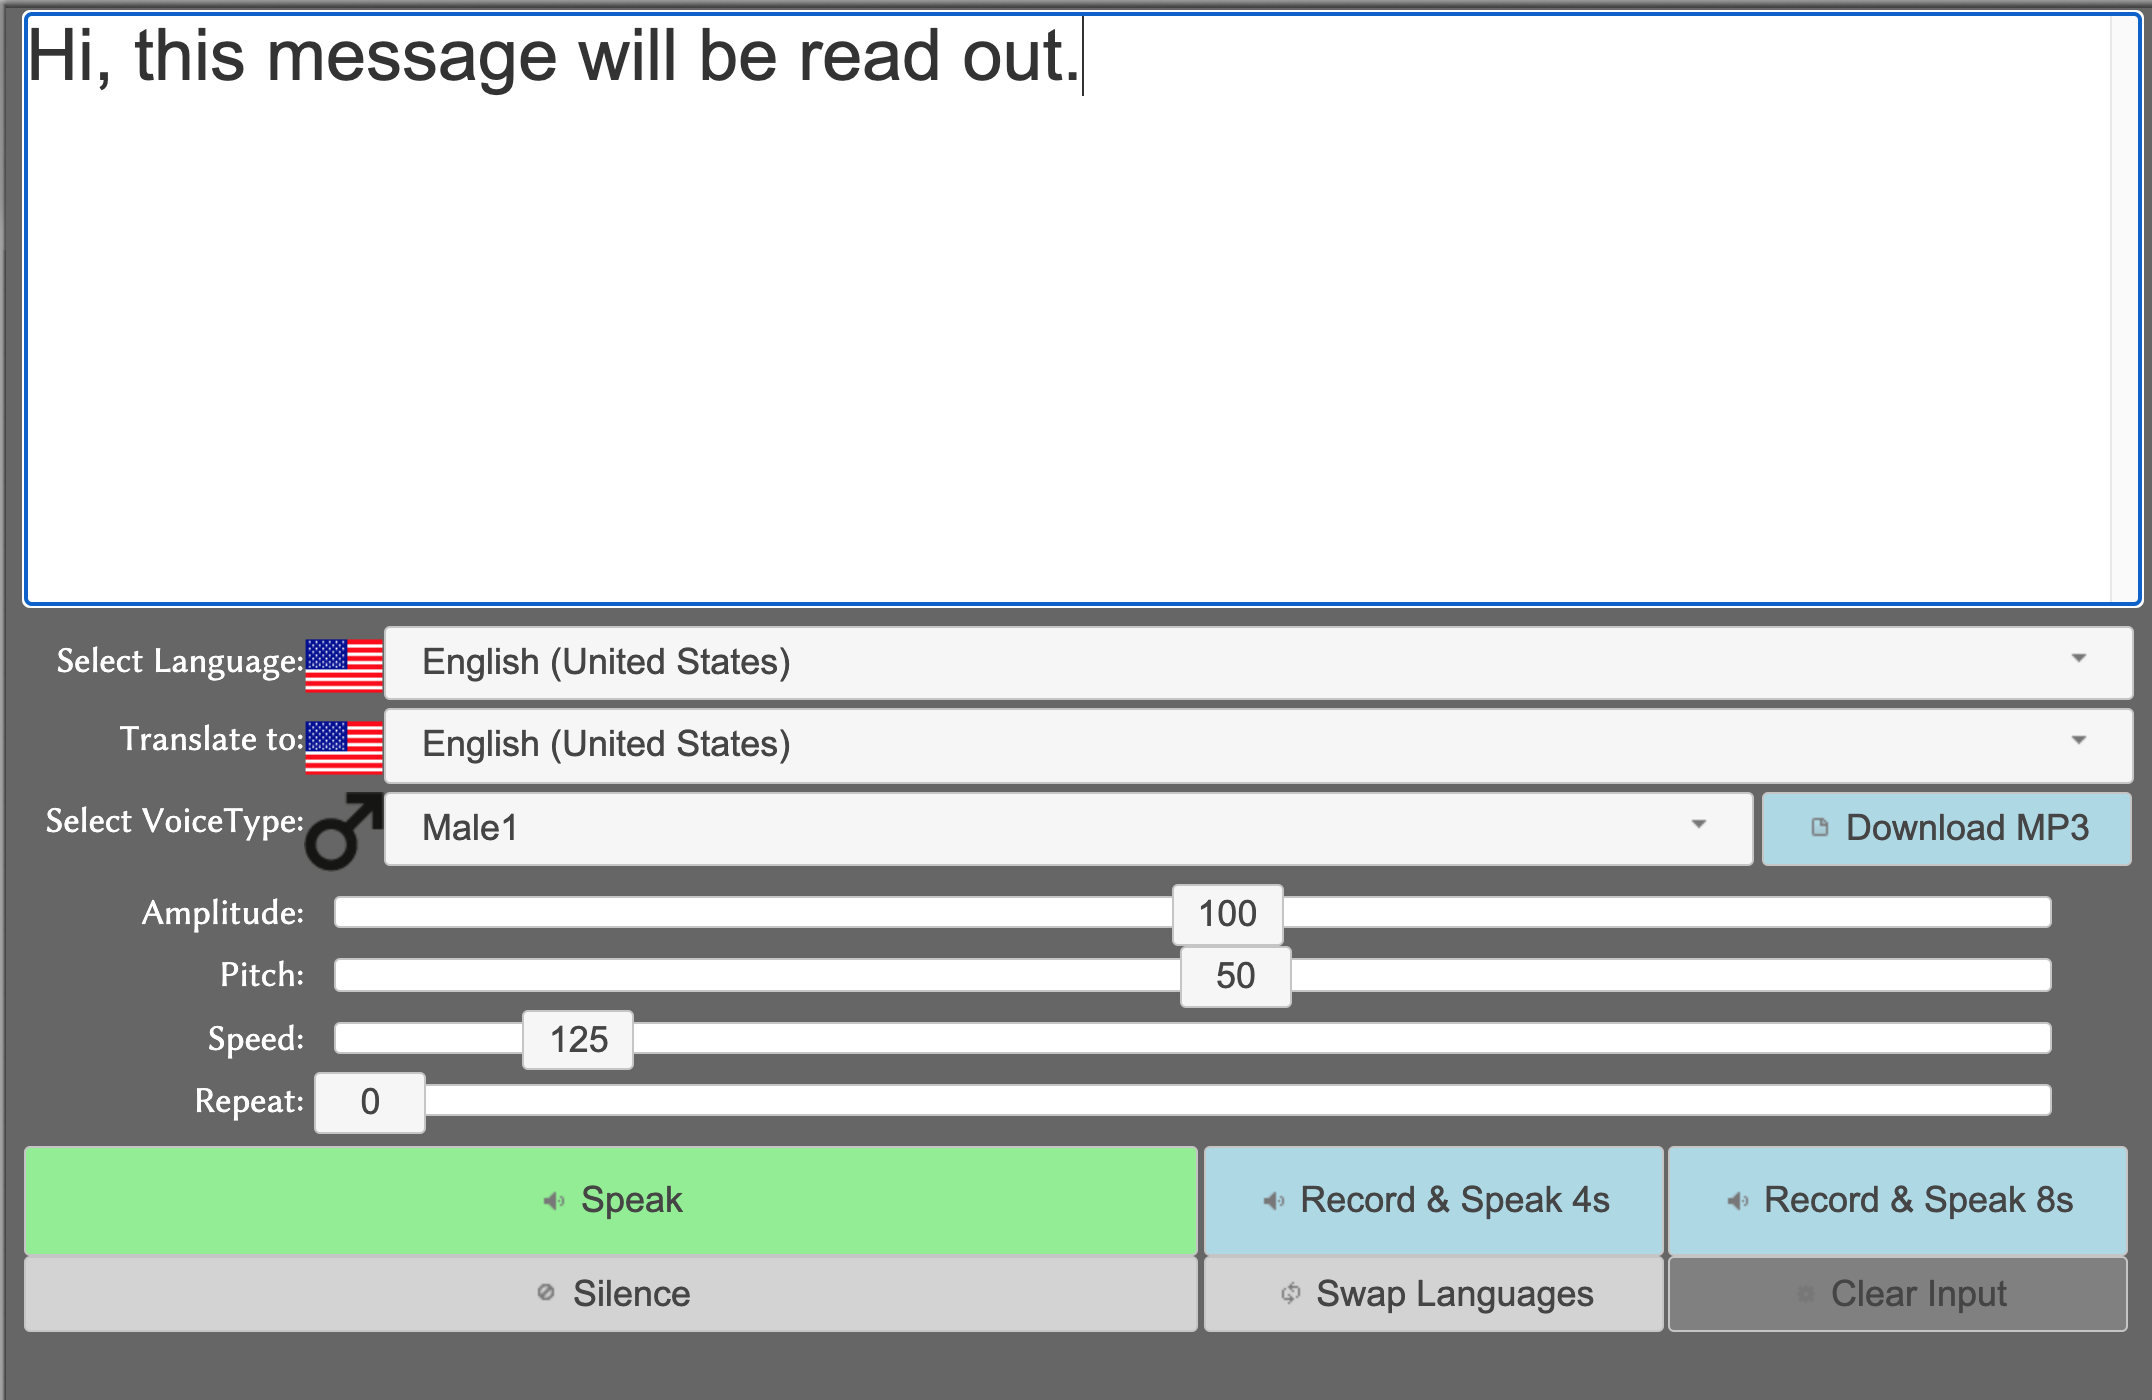 Hi, this message will be read out.
Select Language: English (United States)
Translate to: English (United States)
Select VoiceType: Male1 Download MP3
Amplitude: 100
Pitch: 50
Speed: 125
Repeat: 0
Speak Record & Speak 4s Record & Speak 8s
Silence Swap Languages Clear Input